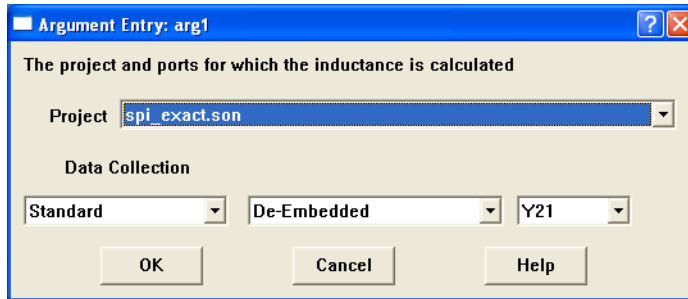 Argument Entry: arg1
The project and ports for which the inductance is calculated
Project spi_exact.son
Data Collection
Standard De-Embedded Y21
OK Cancel Help